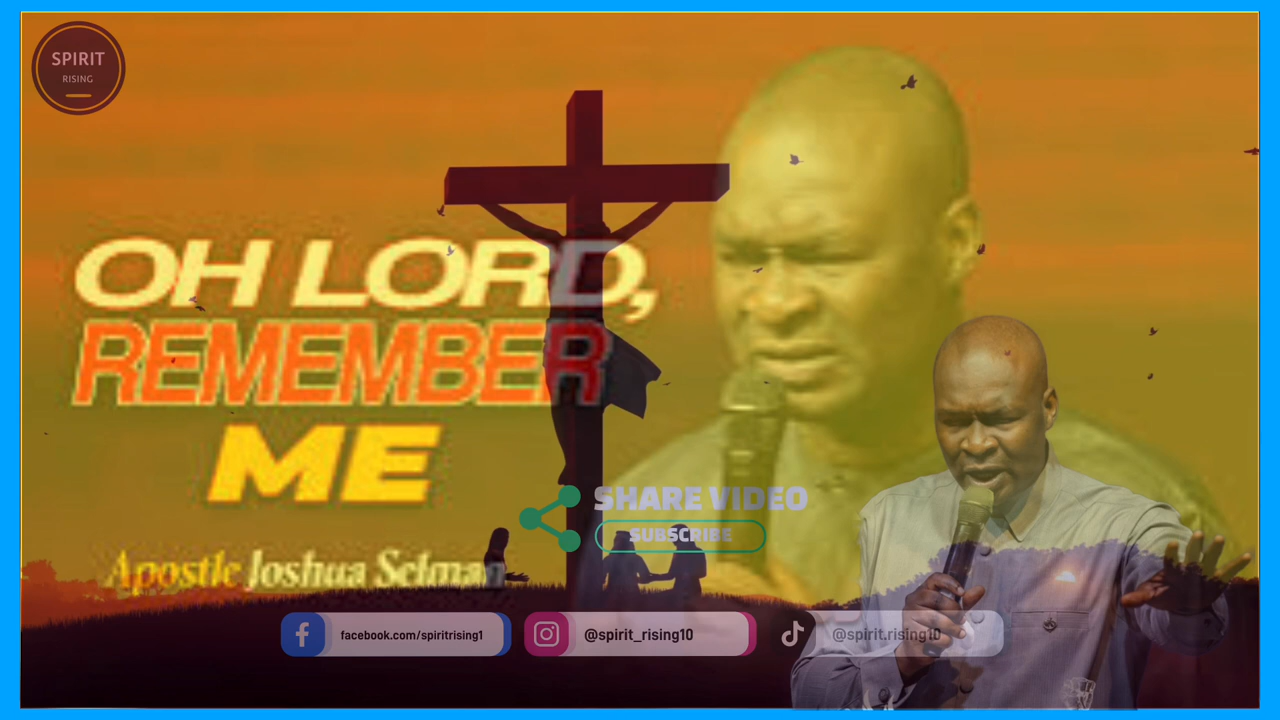 SPIRIT
RISING
OH LORD,
REMEMBER
ME
Apostle Joshua Selman
SHARE VIDEO
SUBSCRIBE
facebook.com/spiritrising1
@spirit_rising10
@spirit.rising10